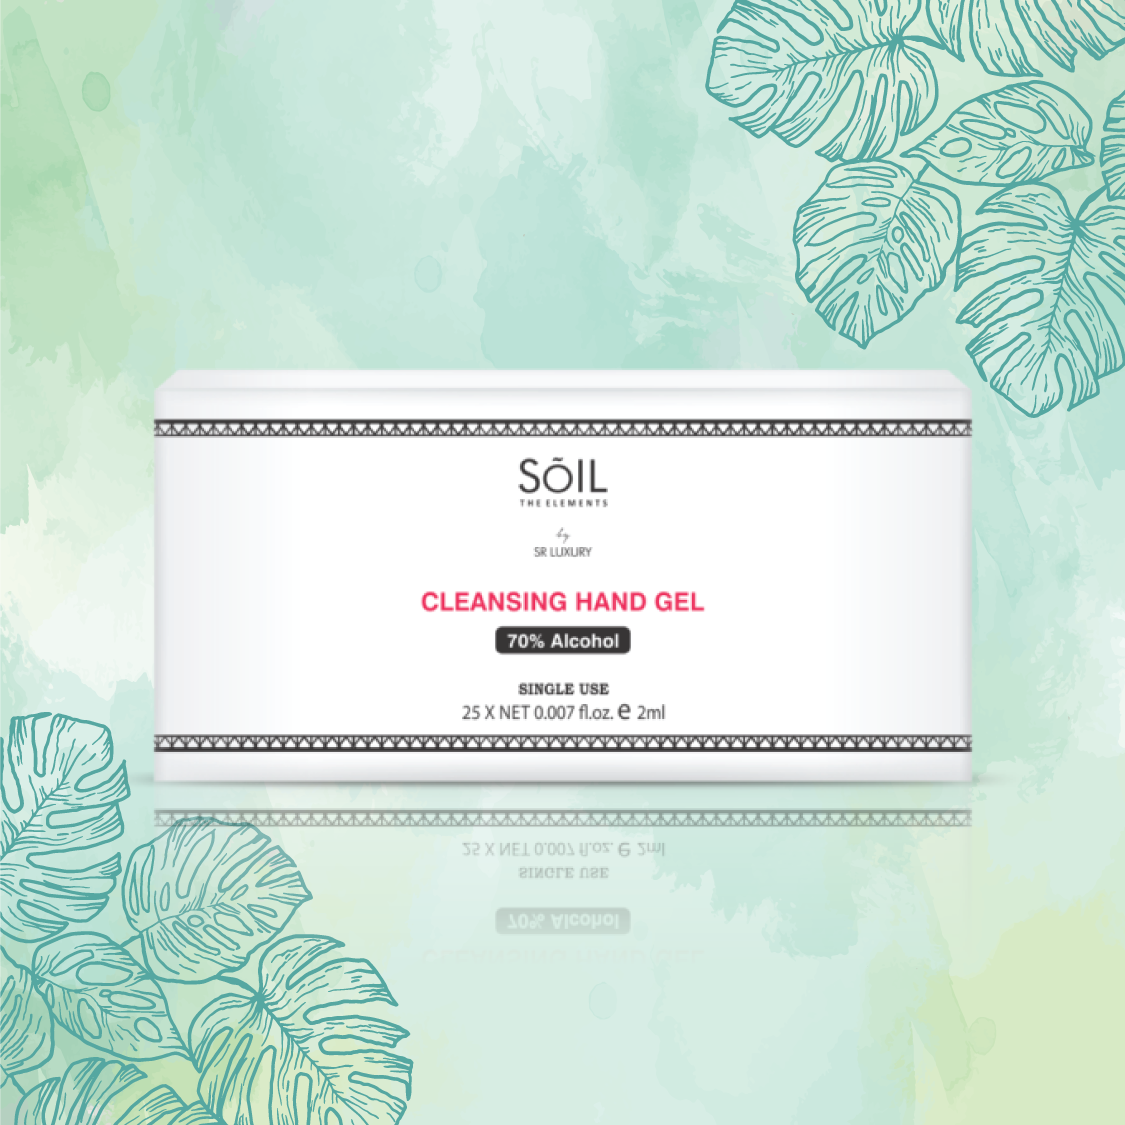 SÕIL
THE ELEMENTS
by
SR LUXURY
CLEANSING HAND GEL
70% Alcohol
SINGLE USE
25 X NET 0.007 fl.oz. e 2ml